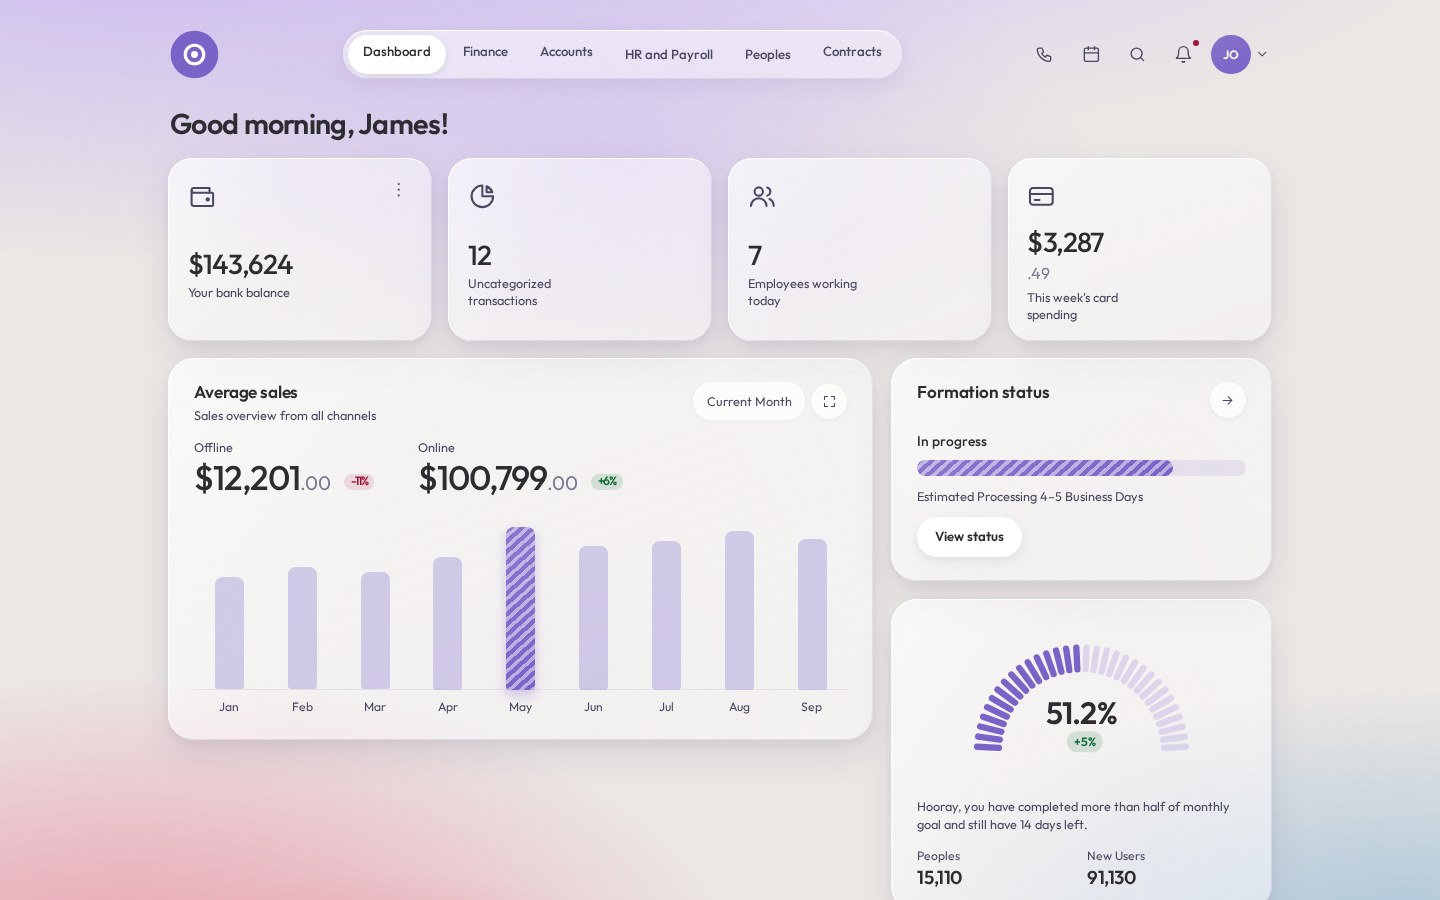 Dashboard
Finance
Accounts
HR and Payroll
Peoples
Contracts
JO
Good morning, James!
$143,624
Your bank balance
12
Uncategorized
transactions
7
Employees working
today
$3,287
.49
This week's card
spending
Average sales
Sales overview from all channels
Current Month
Offline
$12,201.00 -11%
Online
$100,799.00 +6%
Jan Feb Mar Apr May Jun Jul Aug Sep
Formation status
In progress
Estimated Processing 4–5 Business Days
View status
51.2%
+5%
Hooray, you have completed more than half of monthly
goal and still have 14 days left.
Peoples
15,110
New Users
91,130